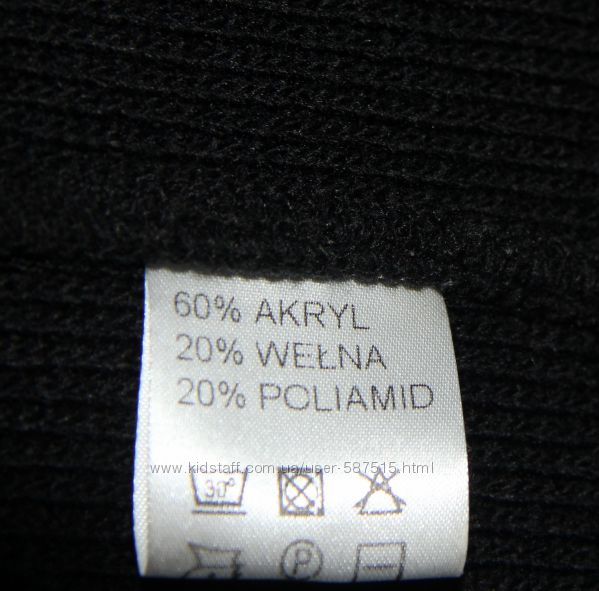 60% AKRYL
20% WEŁNA
20% POLIAMID
www.kidstaff.com.ua/user-587515.html
30°
P